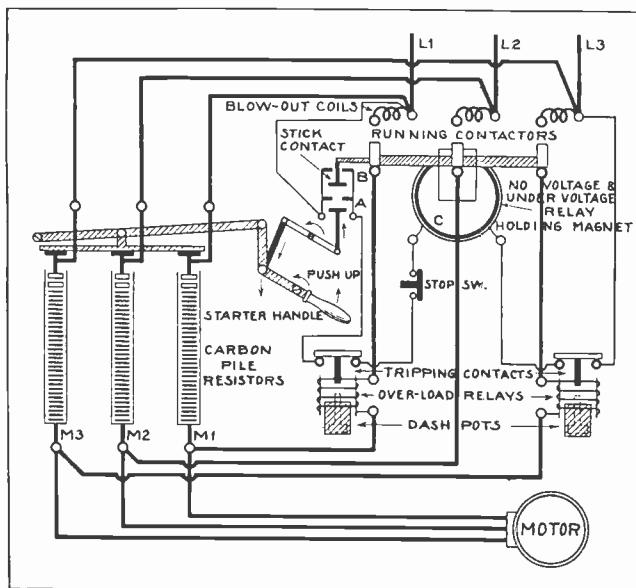 L1
L2
L3
BLOW-OUT COILS
RUNNING CONTACTORS
STICK
CONTACT
B
A
C
NO VOLTAGE &
UNDER VOLTAGE
RELAY
HOLDING MAGNET
PUSH UP
STOP SW.
STARTER HANDLE
CARBON
PILE
RESISTORS
TRIPPING CONTACTS
OVER-LOAD RELAYS
DASH POTS
M3
M2
M1
MOTOR